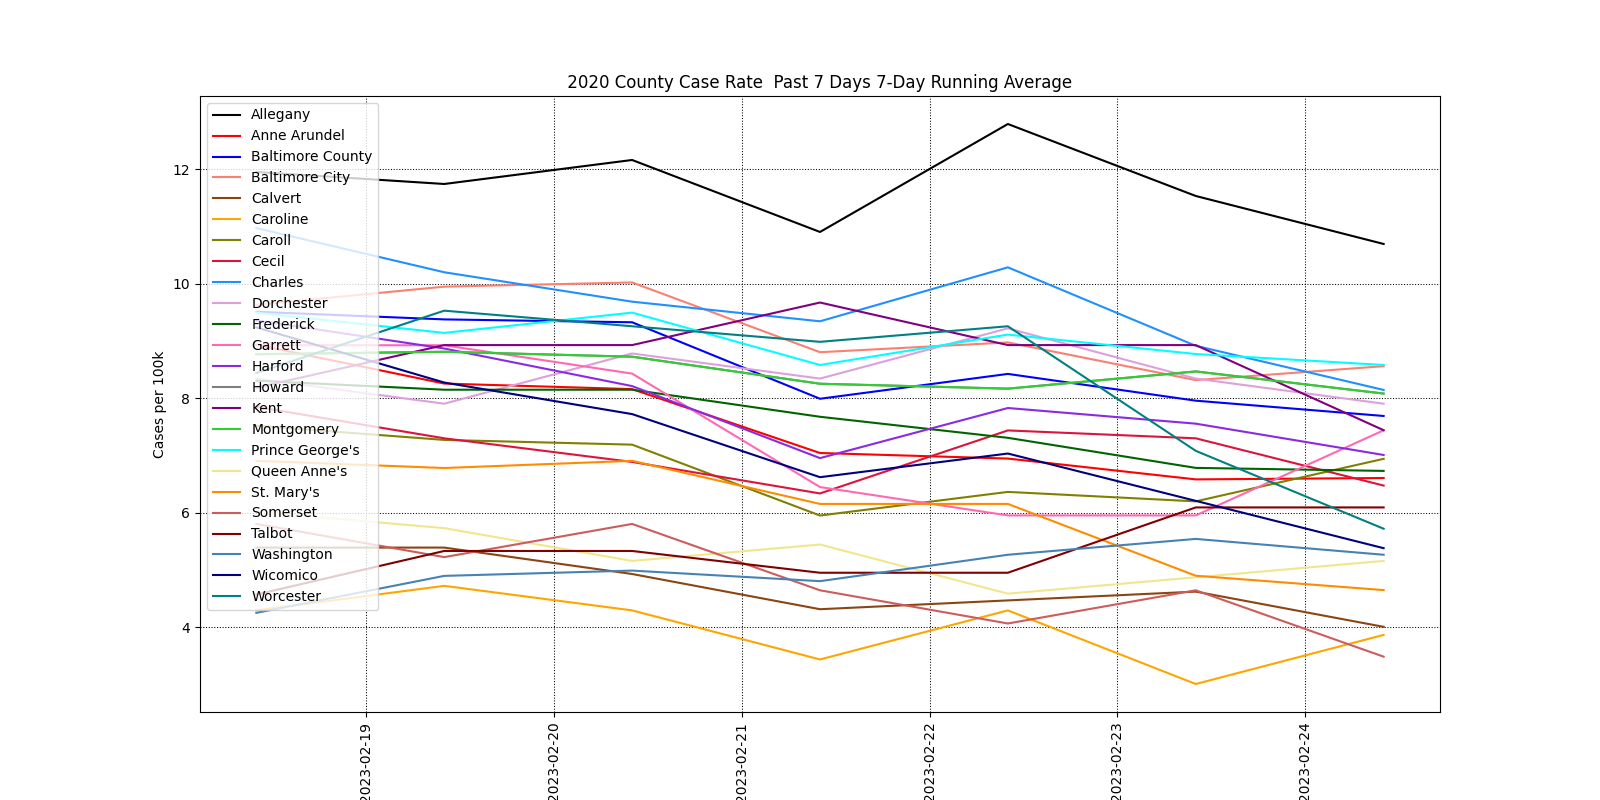 2020 County Case Rate  Past 7 Days 7-Day Running Average
Cases per 100k
12
10
8
6
4
Allegany
Anne Arundel
Baltimore County
Baltimore City
Calvert
Caroline
Caroll
Cecil
Charles
Dorchester
Frederick
Garrett
Harford
Howard
Kent
Montgomery
Prince George's
Queen Anne's
St. Mary's
Somerset
Talbot
Washington
Wicomico
Worcester
2023-02-19
2023-02-20
2023-02-21
2023-02-22
2023-02-23
2023-02-24